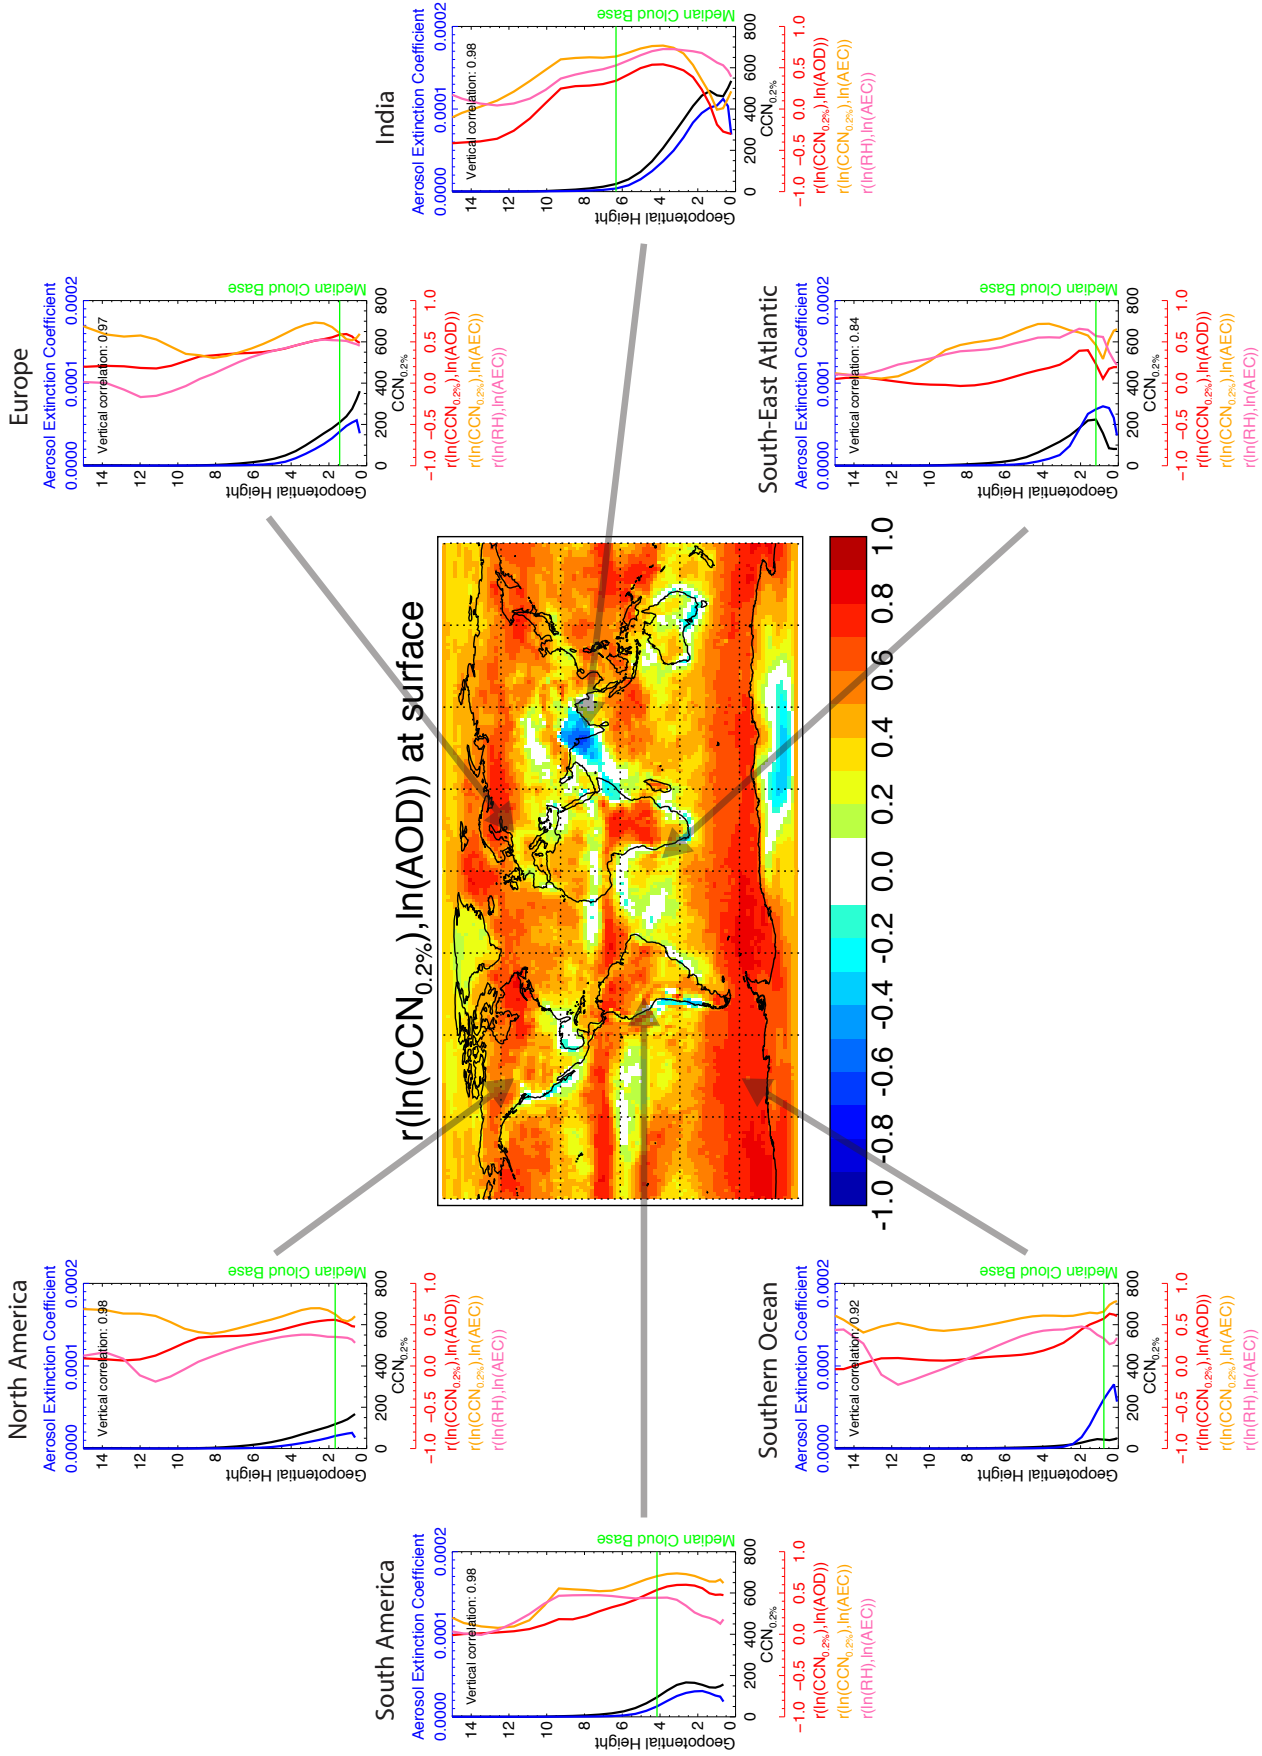 North America
Aerosol Extinction Coefficient
0.0000 0.0001 0.0002
Vertical correlation: 0.98
Median Cloud Base
Geopotential Height
0 2 4 6 8 10 12 14
0 200 400 600 800
CCN0.2%
-1.0 -0.5 0.0 0.5 1.0
r(ln(CCN0.2%),ln(AOD))
r(ln(CCN0.2%),ln(AEC))
r(ln(RH),ln(AEC))
Europe
Aerosol Extinction Coefficient
0.0000 0.0001 0.0002
Vertical correlation: 0.97
Median Cloud Base
Geopotential Height
0 2 4 6 8 10 12 14
0 200 400 600 800
CCN0.2%
-1.0 -0.5 0.0 0.5 1.0
r(ln(CCN0.2%),ln(AOD))
r(ln(CCN0.2%),ln(AEC))
r(ln(RH),ln(AEC))
South America
Aerosol Extinction Coefficient
0.0000 0.0001 0.0002
Vertical correlation: 0.98
Median Cloud Base
Geopotential Height
0 2 4 6 8 10 12 14
0 200 400 600 800
CCN0.2%
-1.0 -0.5 0.0 0.5 1.0
r(ln(CCN0.2%),ln(AOD))
r(ln(CCN0.2%),ln(AEC))
r(ln(RH),ln(AEC))
r(ln(CCN0.2%),ln(AOD)) at surface
-1.0 -0.8 -0.6 -0.4 -0.2 0.0 0.2 0.4 0.6 0.8 1.0
India
Aerosol Extinction Coefficient
0.0000 0.0001 0.0002
Vertical correlation: 0.98
Median Cloud Base
Geopotential Height
0 2 4 6 8 10 12 14
0 200 400 600 800
CCN0.2%
-1.0 -0.5 0.0 0.5 1.0
r(ln(CCN0.2%),ln(AOD))
r(ln(CCN0.2%),ln(AEC))
r(ln(RH),ln(AEC))
Southern Ocean
Aerosol Extinction Coefficient
0.0000 0.0001 0.0002
Vertical correlation: 0.92
Median Cloud Base
Geopotential Height
0 2 4 6 8 10 12 14
0 200 400 600 800
CCN0.2%
-1.0 -0.5 0.0 0.5 1.0
r(ln(CCN0.2%),ln(AOD))
r(ln(CCN0.2%),ln(AEC))
r(ln(RH),ln(AEC))
South-East Atlantic
Aerosol Extinction Coefficient
0.0000 0.0001 0.0002
Vertical correlation: 0.84
Median Cloud Base
Geopotential Height
0 2 4 6 8 10 12 14
0 200 400 600 800
CCN0.2%
-1.0 -0.5 0.0 0.5 1.0
r(ln(CCN0.2%),ln(AOD))
r(ln(CCN0.2%),ln(AEC))
r(ln(RH),ln(AEC))